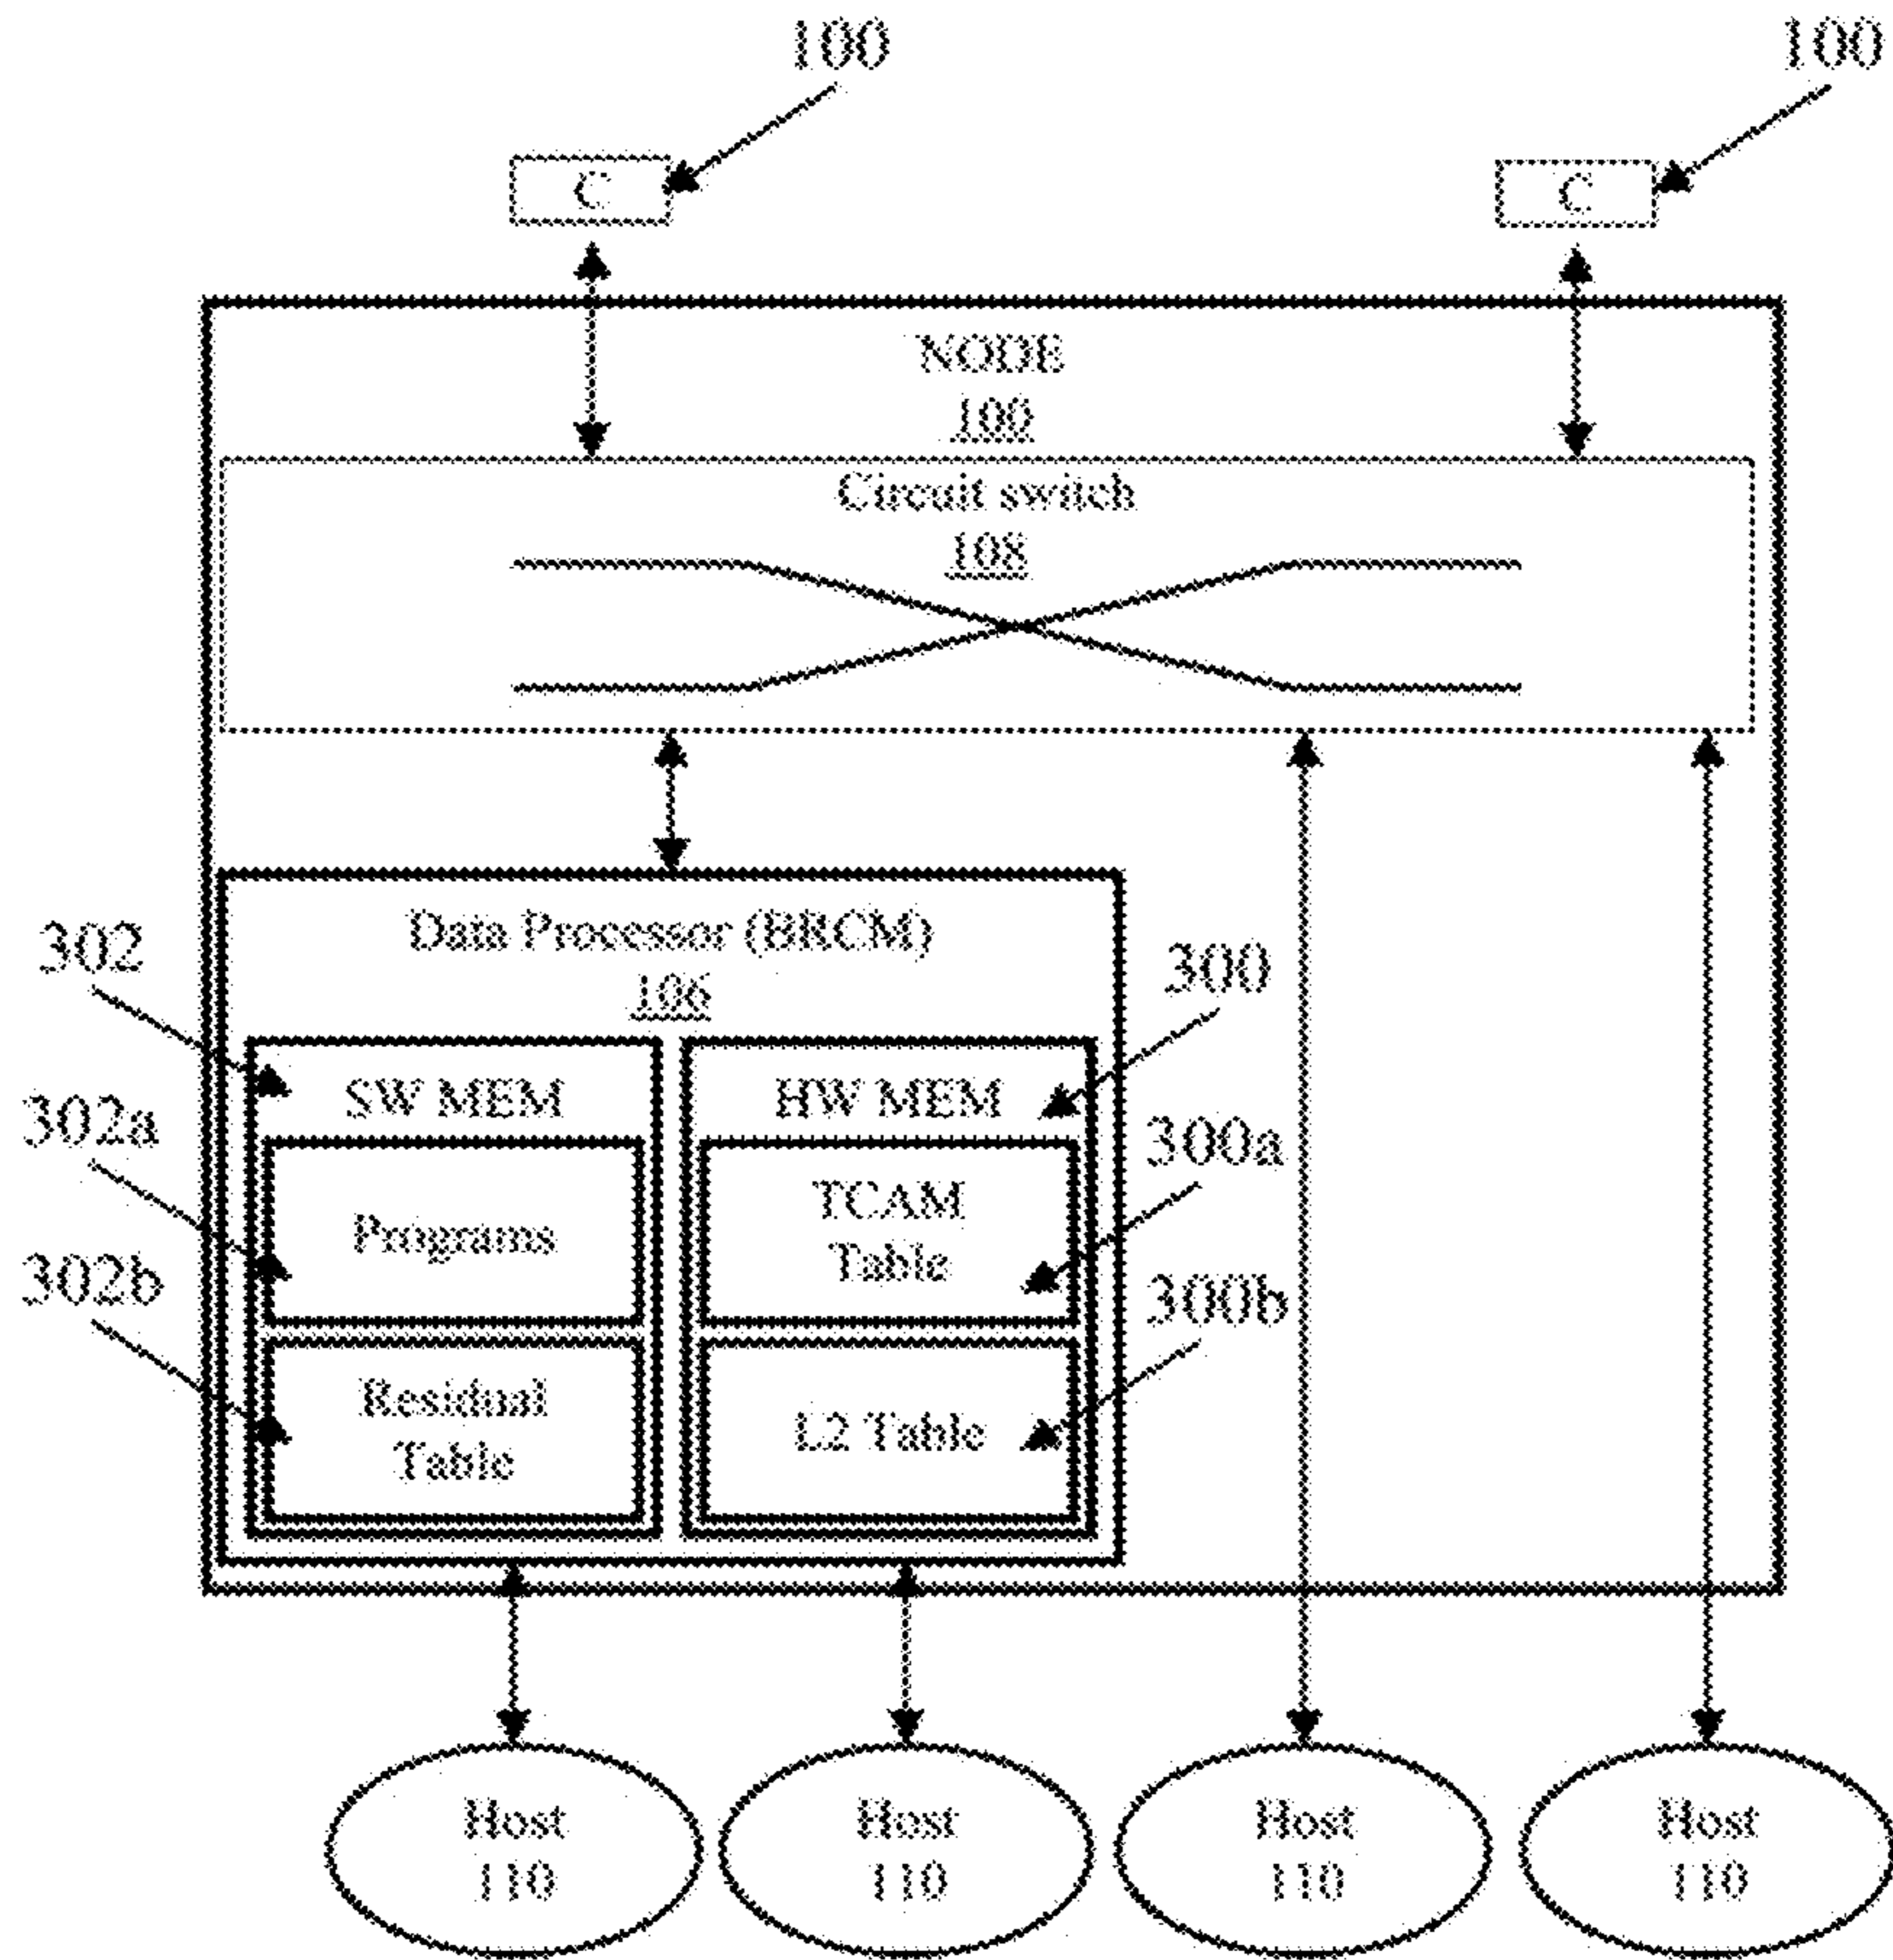 100
100
C
C
NODE
100
Circuit switch
108
Data Processor (BRCM)
106
302
300
SW MEM
HW MEM
302a
300a
Programs
TCAM
Table
302b
300b
Residual
Table
L2 Table
Host
110
Host
110
Host
110
Host
110